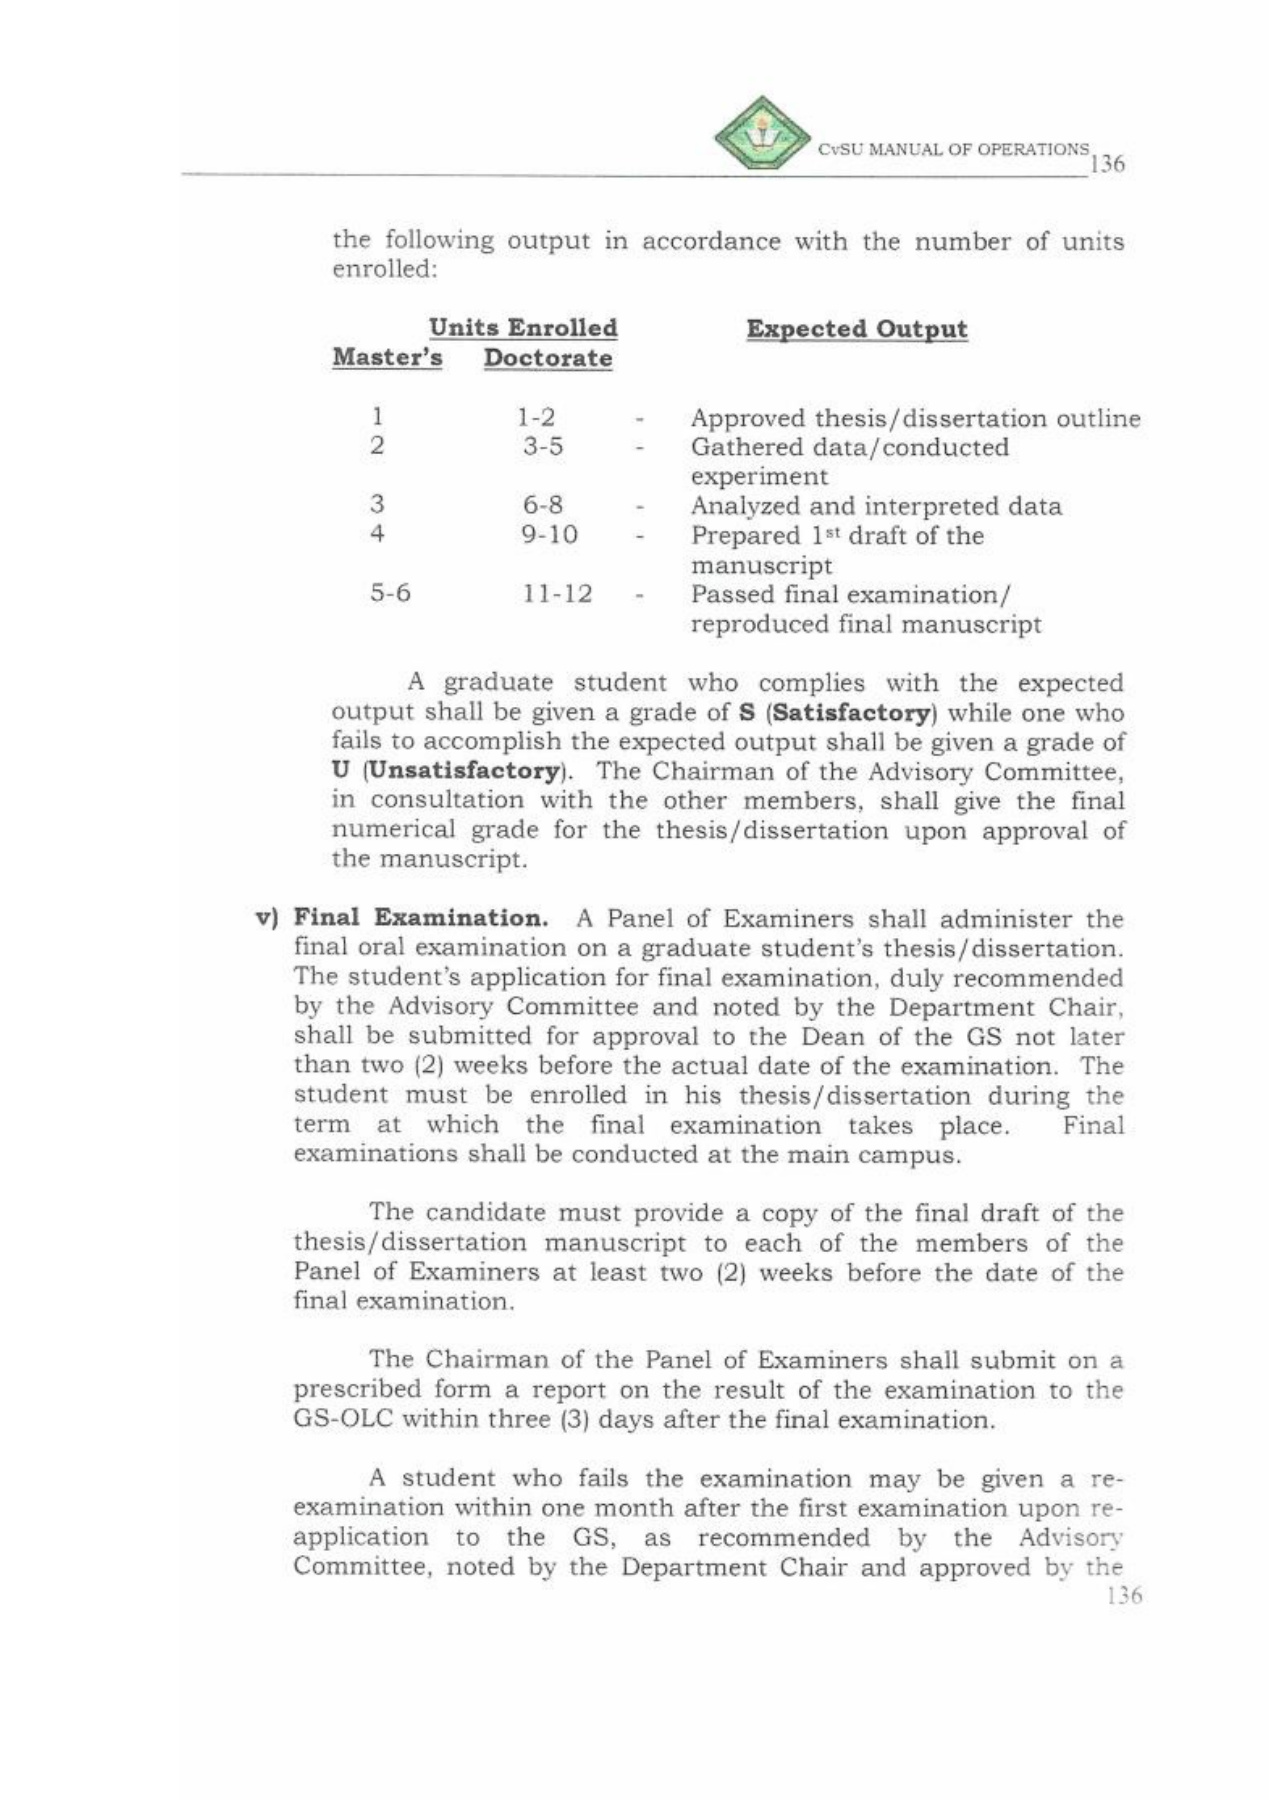 CvSU MANUAL OF OPERATIONS
136
the following output in accordance with the number of units
enrolled:
Units Enrolled Expected Output
Master's Doctorate
1 1-2 - Approved thesis/dissertation outline
2 3-5 - Gathered data/conducted
experiment
3 6-8 - Analyzed and interpreted data
4 9-10 - Prepared 1st draft of the
manuscript
5-6 11-12 - Passed final examination/
reproduced final manuscript
A graduate student who complies with the expected
output shall be given a grade of S (Satisfactory) while one who
fails to accomplish the expected output shall be given a grade of
U (Unsatisfactory). The Chairman of the Advisory Committee,
in consultation with the other members, shall give the final
numerical grade for the thesis/dissertation upon approval of
the manuscript.
v) Final Examination. A Panel of Examiners shall administer the
final oral examination on a graduate student's thesis/dissertation.
The student's application for final examination, duly recommended
by the Advisory Committee and noted by the Department Chair,
shall be submitted for approval to the Dean of the GS not later
than two (2) weeks before the actual date of the examination. The
student must be enrolled in his thesis/dissertation during the
term at which the final examination takes place. Final
examinations shall be conducted at the main campus.
The candidate must provide a copy of the final draft of the
thesis/dissertation manuscript to each of the members of the
Panel of Examiners at least two (2) weeks before the date of the
final examination.
The Chairman of the Panel of Examiners shall submit on a
prescribed form a report on the result of the examination to the
GS-OLC within three (3) days after the final examination.
A student who fails the examination may be given a re-
examination within one month after the first examination upon re-
application to the GS, as recommended by the Advisory
Committee, noted by the Department Chair and approved by the
136